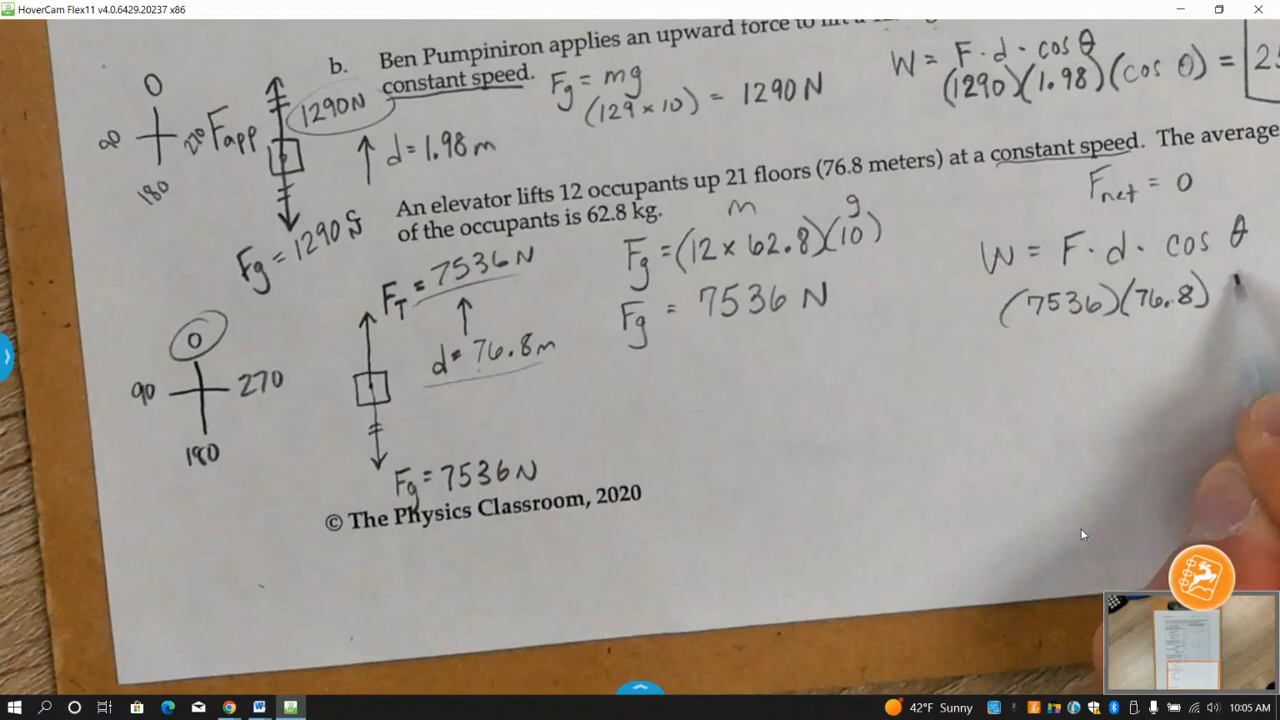 HoverCam Flex11 v4.0.6429.20237 x86
b. Ben Pumpiniron applies an upward force to
constant speed.
Fg = mg
(129 x 10) = 1290 N
W = F · d · cos θ
(1290)(1.98)(cos θ) =
0
90
270
180
Fapp
1290N
d = 1.98 m
Fg = 1290 N
An elevator lifts 12 occupants up 21 floors (76.8 meters) at a constant speed. The average
of the occupants is 62.8 kg.
Fnet = 0
m
g
Fg = (12 x 62.8)(10)
Fg = 7536 N
W = F · d · cos θ
(7536)(76.8)
FT = 7536 N
d = 76.8m
0
90
270
180
Fg = 7536 N
© The Physics Classroom, 2020
42°F Sunny
10:05 AM